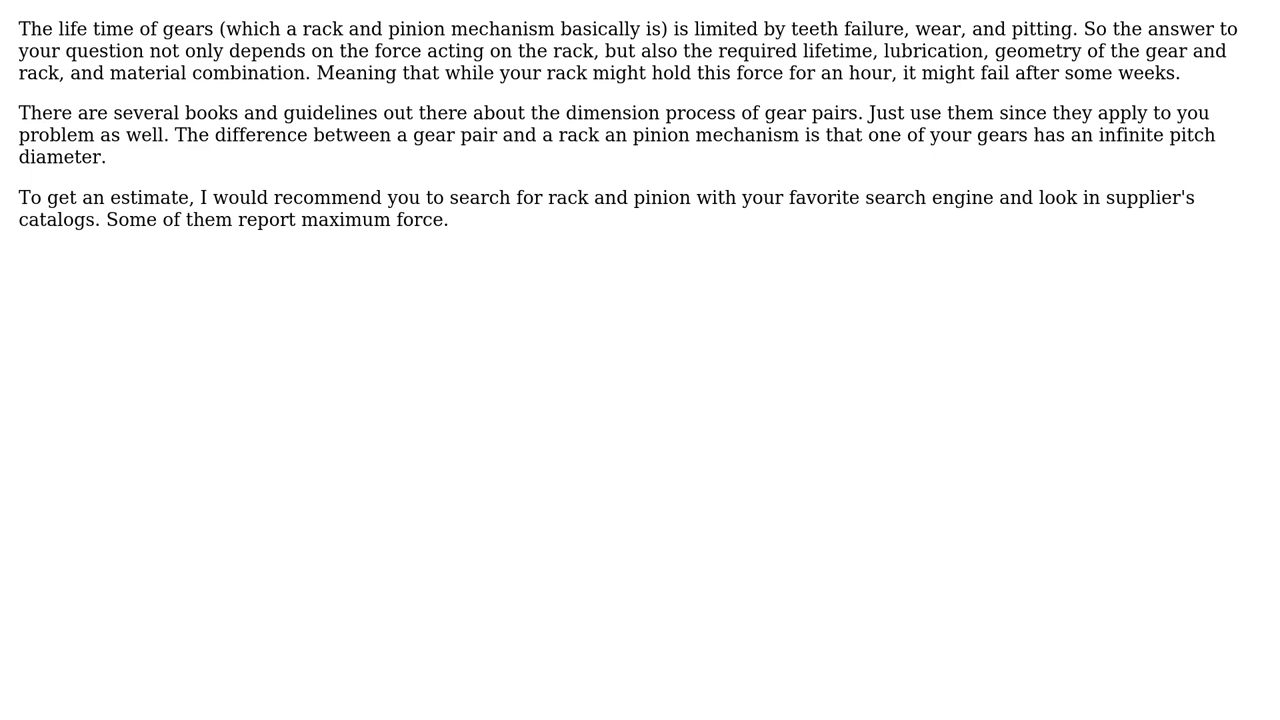 The life time of gears (which a rack and pinion mechanism basically is) is limited by teeth failure, wear, and pitting. So the answer to
your question not only depends on the force acting on the rack, but also the required lifetime, lubrication, geometry of the gear and
rack, and material combination. Meaning that while your rack might hold this force for an hour, it might fail after some weeks.
There are several books and guidelines out there about the dimension process of gear pairs. Just use them since they apply to you
problem as well. The difference between a gear pair and a rack an pinion mechanism is that one of your gears has an infinite pitch
diameter.
To get an estimate, I would recommend you to search for rack and pinion with your favorite search engine and look in supplier's
catalogs. Some of them report maximum force.